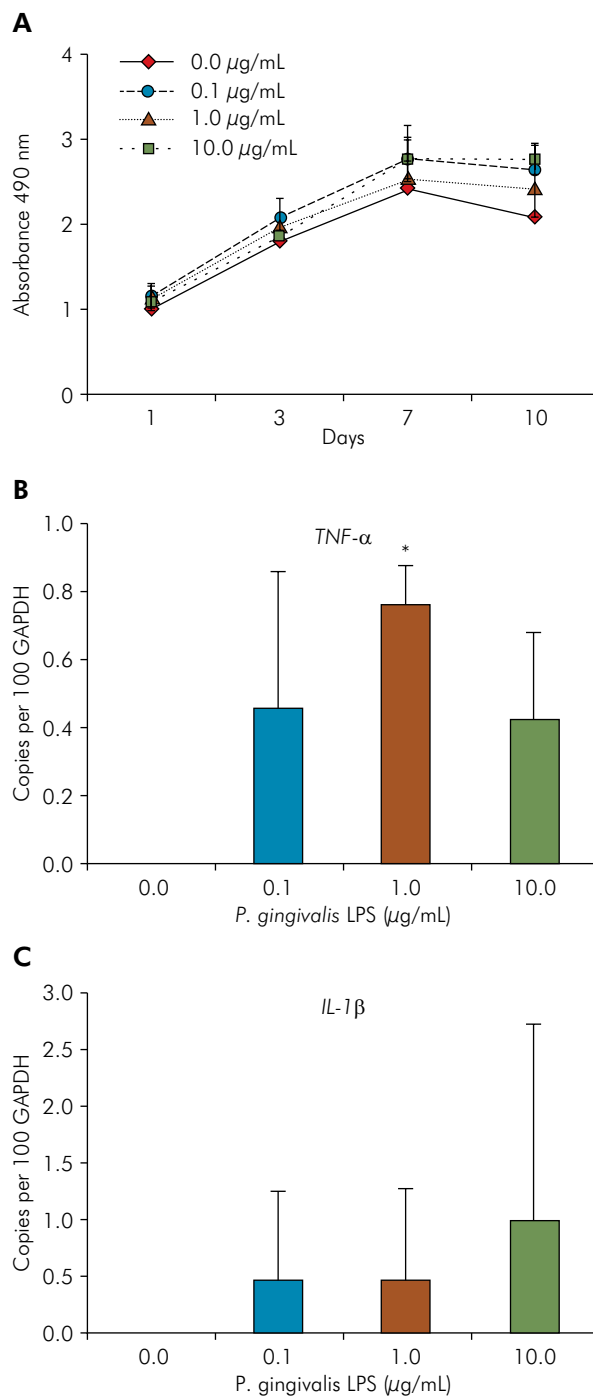 A
0.0 µg/mL
0.1 µg/mL
1.0 µg/mL
10.0 µg/mL
Absorbance 490 nm
4
3
2
1
0
1 3 7 10
Days
B
TNF-α
*
Copies per 100 GAPDH
1.0
0.8
0.6
0.4
0.2
0.0
0.0 0.1 1.0 10.0
P. gingivalis LPS (µg/mL)
C
IL-1β
Copies per 100 GAPDH
3.0
2.5
2.0
1.5
1.0
0.5
0.0
0.0 0.1 1.0 10.0
P. gingivalis LPS (µg/mL)